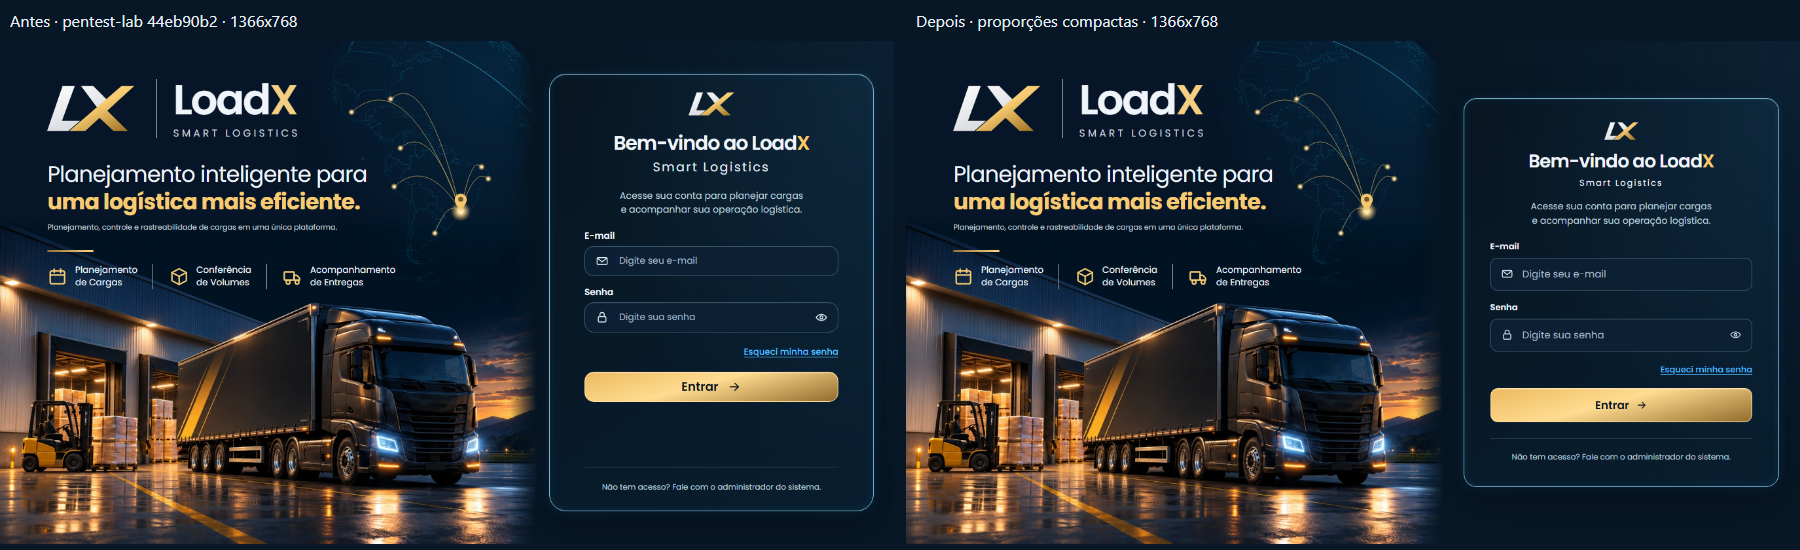 Antes · pentest-lab 44eb90b2 · 1366x768
LX
LoadX
SMART LOGISTICS
Planejamento inteligente para
uma logística mais eficiente.
Planejamento, controle e rastreabilidade de cargas em uma única plataforma.
Planejamento
de Cargas
Conferência
de Volumes
Acompanhamento
de Entregas
LX
Bem-vindo ao LoadX
Smart Logistics
Acesse sua conta para planejar cargas
e acompanhar sua operação logística.
E-mail
Digite seu e-mail
Senha
Digite sua senha
Esqueci minha senha
Entrar →
Não tem acesso? Fale com o administrador do sistema.
Depois · proporções compactas · 1366x768
LX
LoadX
SMART LOGISTICS
Planejamento inteligente para
uma logística mais eficiente.
Planejamento, controle e rastreabilidade de cargas em uma única plataforma.
Planejamento
de Cargas
Conferência
de Volumes
Acompanhamento
de Entregas
LX
Bem-vindo ao LoadX
Smart Logistics
Acesse sua conta para planejar cargas
e acompanhar sua operação logística.
E-mail
Digite seu e-mail
Senha
Digite sua senha
Esqueci minha senha
Entrar →
Não tem acesso? Fale com o administrador do sistema.